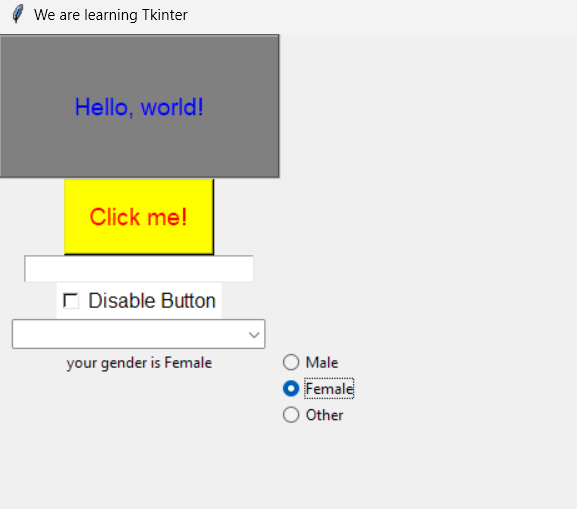 We are learning Tkinter
Hello, world!
Click me!
Disable Button
your gender is Female
Male
Female
Other